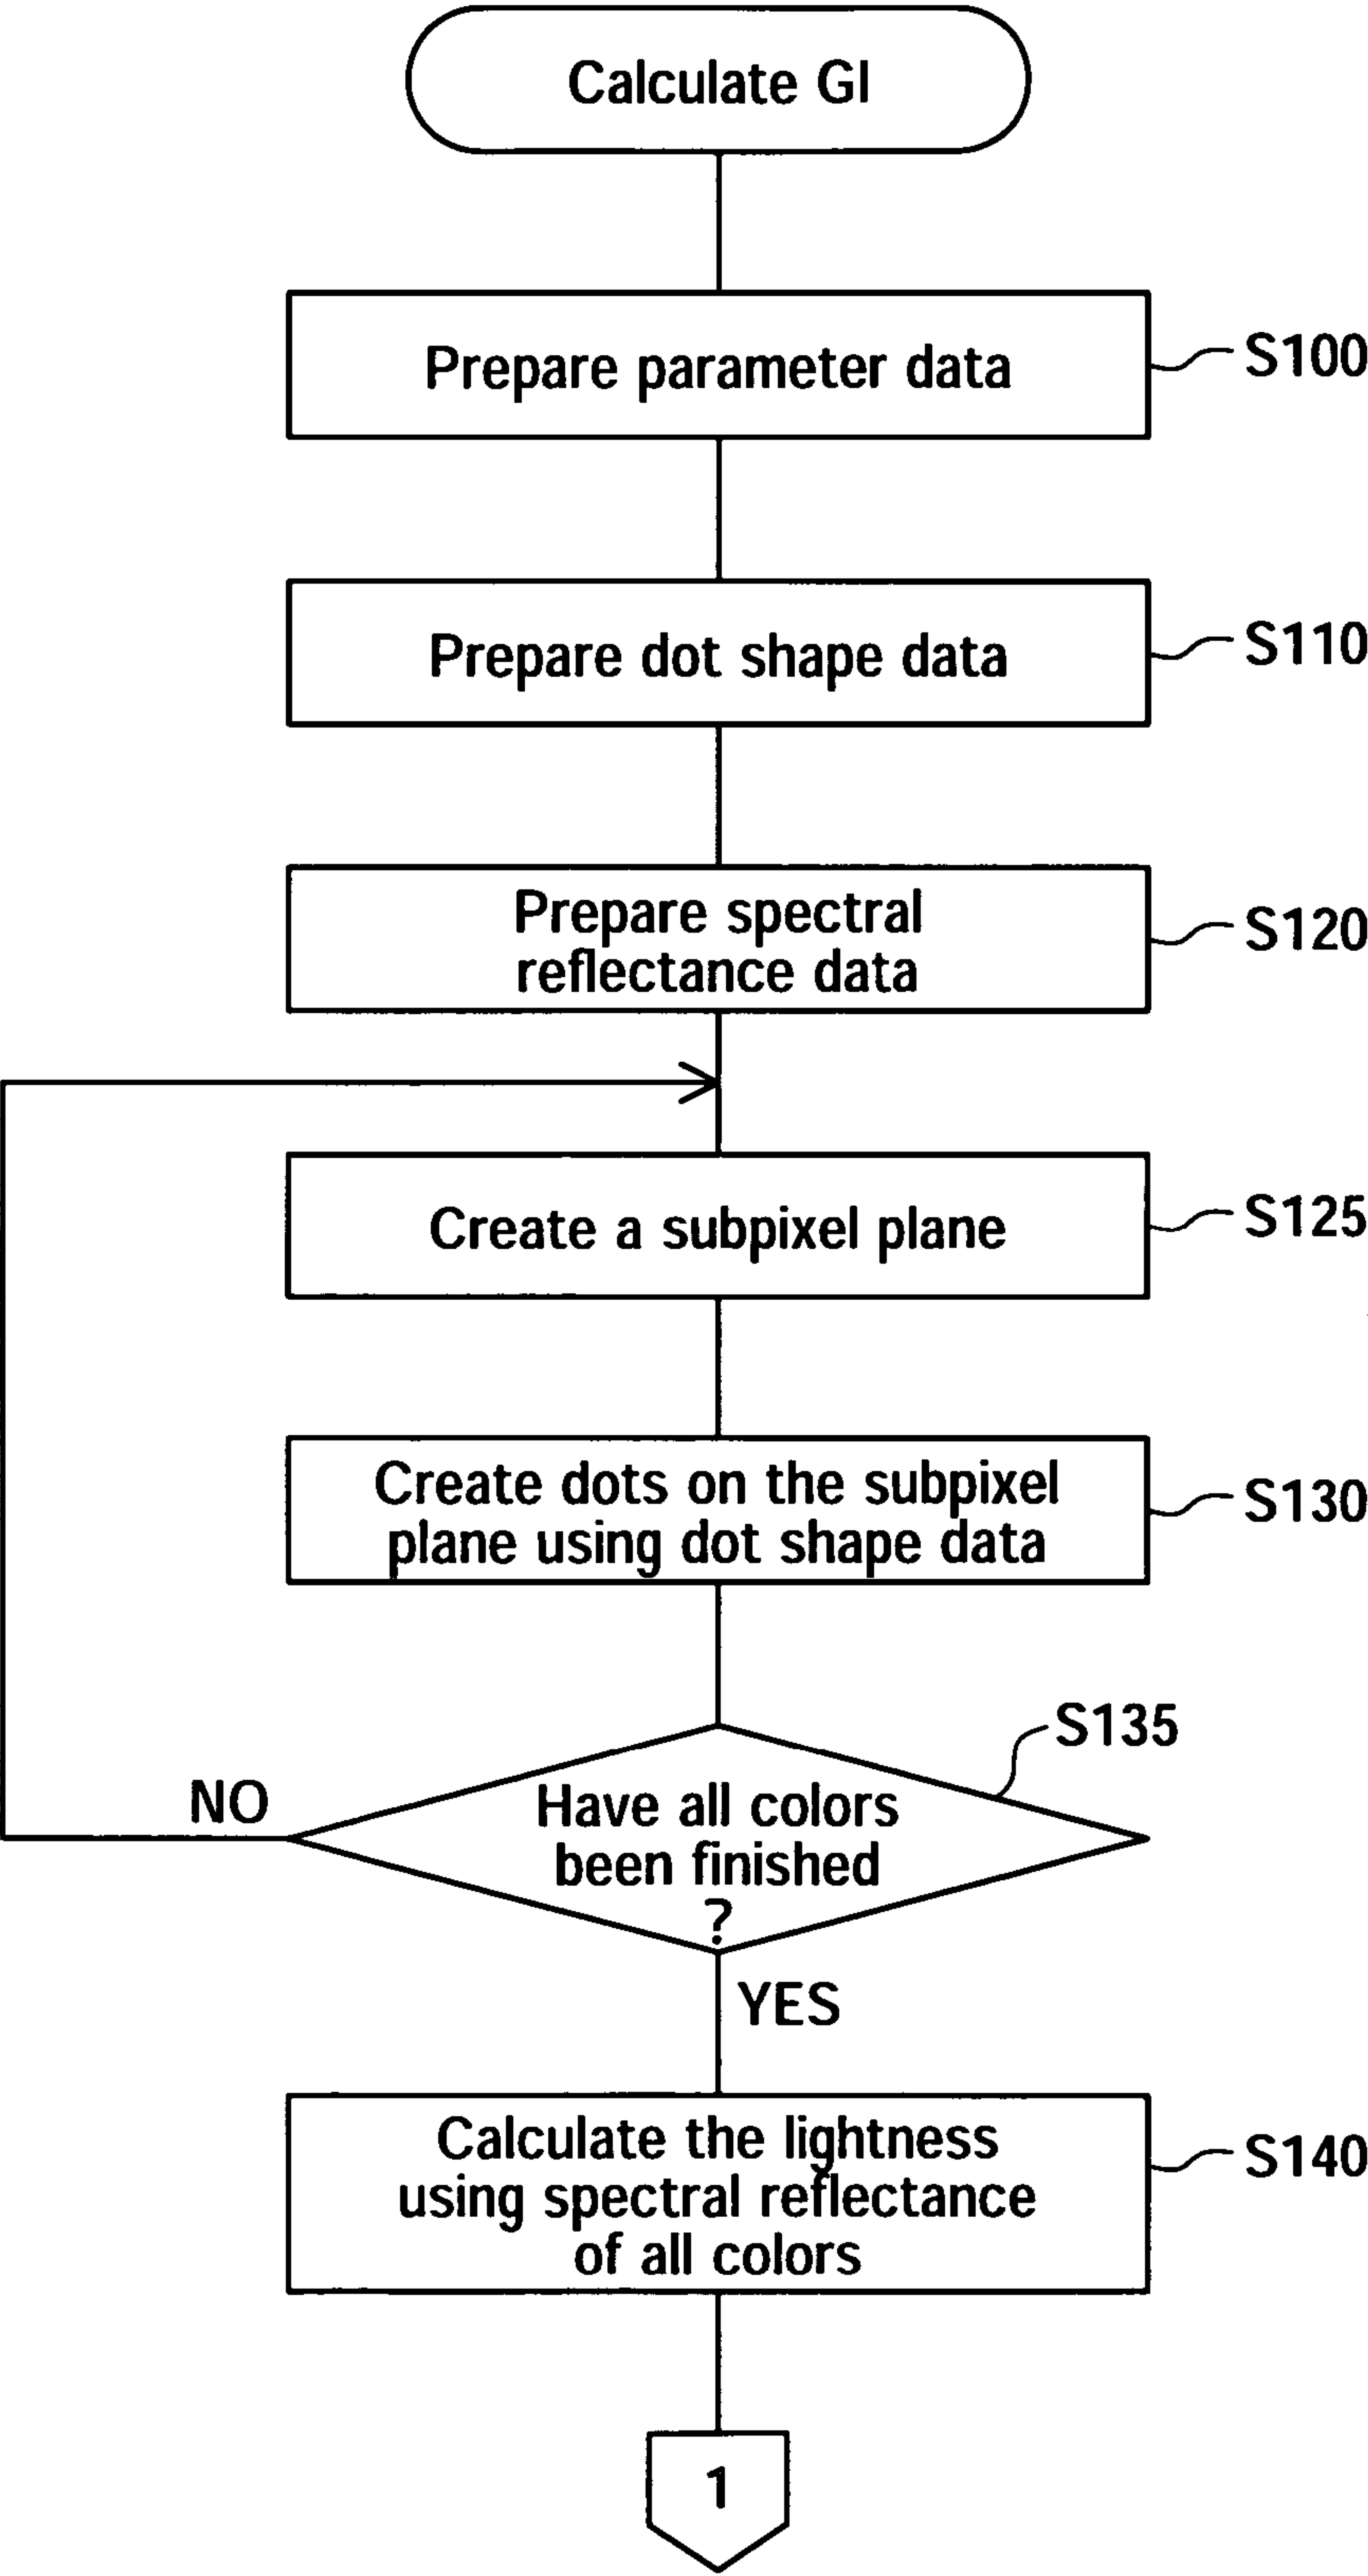 Calculate GI
Prepare parameter data
S100
Prepare dot shape data
S110
Prepare spectral
reflectance data
S120
Create a subpixel plane
S125
Create dots on the subpixel
plane using dot shape data
S130
S135
NO
Have all colors
been finished
?
YES
Calculate the lightness
using spectral reflectance
of all colors
S140
1